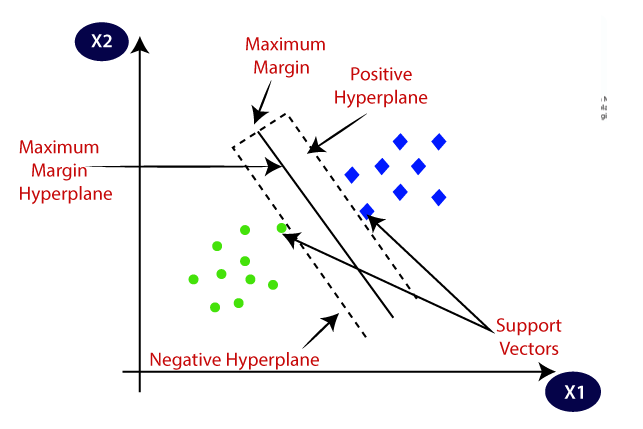 X2
Maximum
Margin
Positive
Hyperplane
Maximum
Margin
Hyperplane
Support
Vectors
Negative Hyperplane
X1